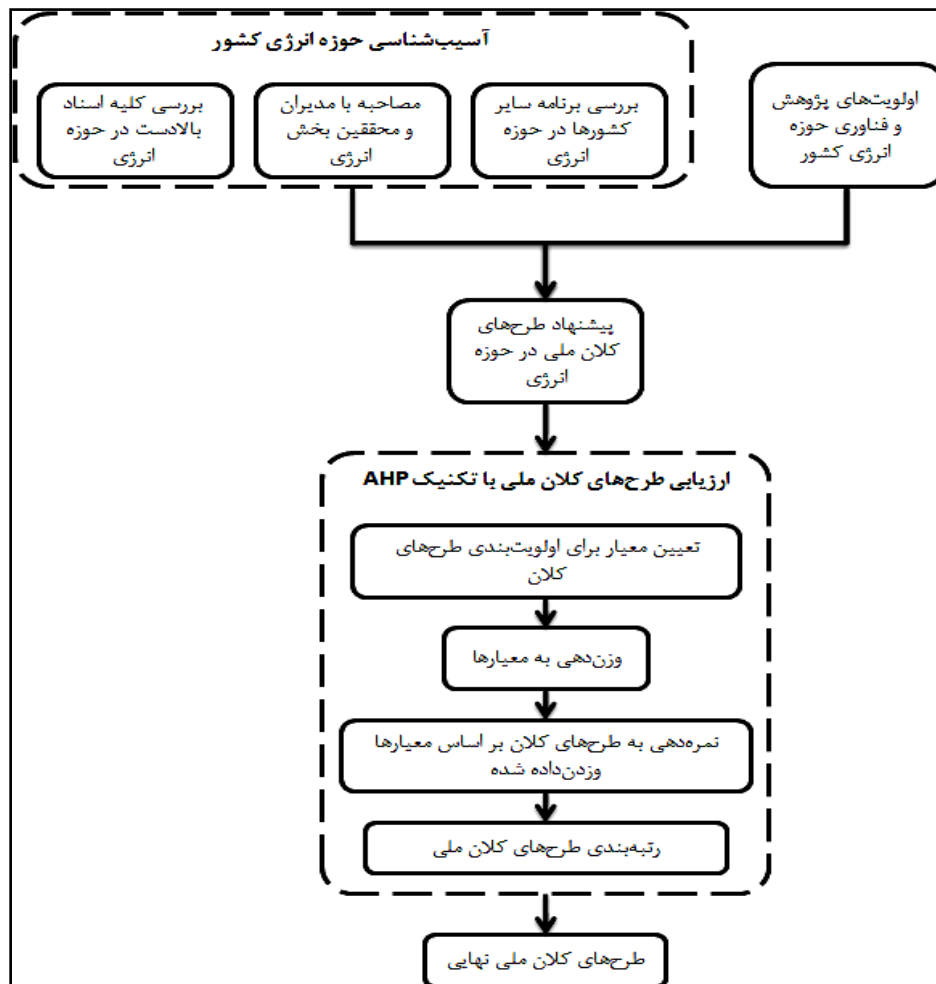 آسیب‌شناسی حوزه انرژی کشور
اولویت‌های پژوهش
و فناوری حوزه
انرژی کشور
بررسی برنامه سایر
کشورها در حوزه
انرژی
مصاحبه با مدیران
و محققین بخش
انرژی
بررسی کلیه اسناد
بالادست در حوزه
انرژی
پیشنهاد طرح‌های
کلان ملی در حوزه
انرژی
ارزیابی طرح‌های کلان ملی با تکنیک AHP
تعیین معیار برای اولویت‌بندی طرح‌های
کلان
وزن‌دهی به معیارها
نمره‌دهی به طرح‌های کلان بر اساس معیارها
وزدن‌داده شده
رتبه‌بندی طرح‌های کلان ملی
طرح‌های کلان ملی نهایی